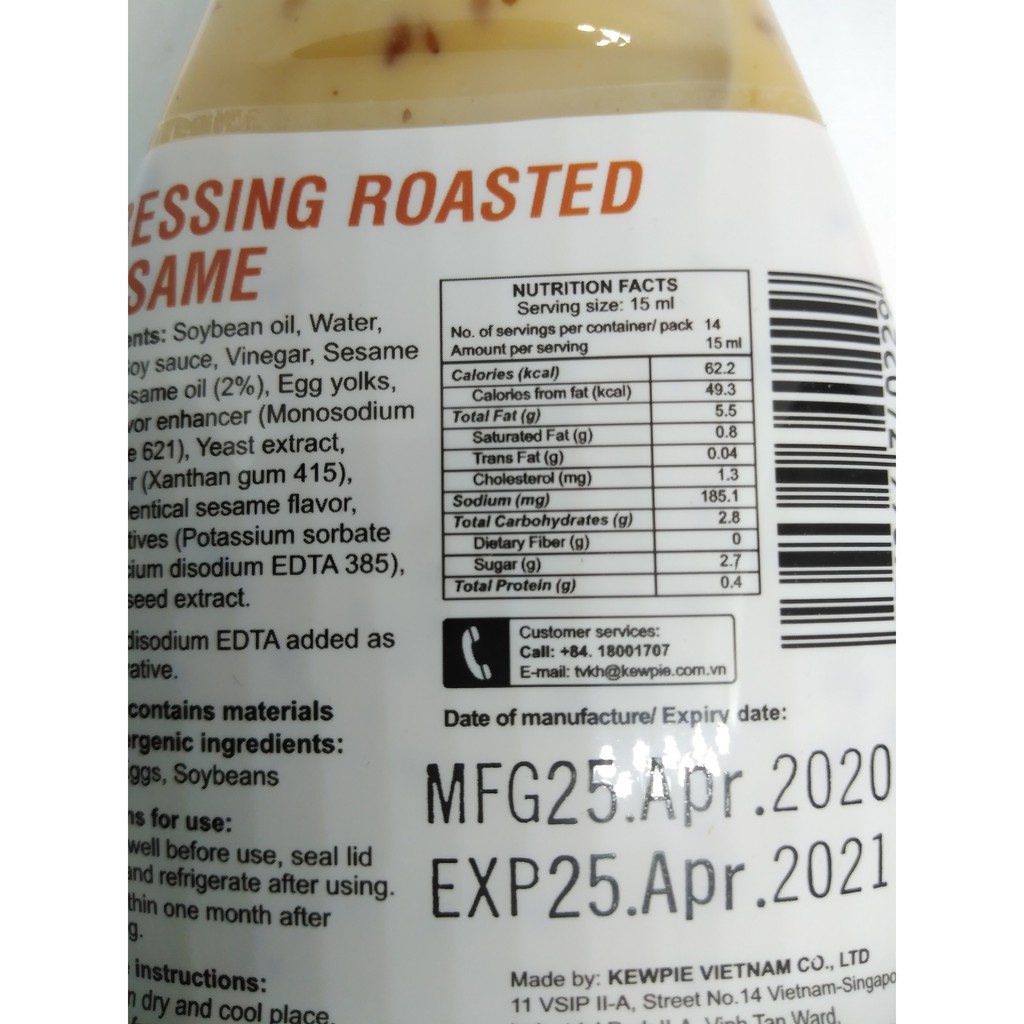 ESSING ROASTED
SAME
ents: Soybean oil, Water,
oy sauce, Vinegar, Sesame
same oil (2%), Egg yolks,
vor enhancer (Monosodium
e 621), Yeast extract,
r (Xanthan gum 415),
entical sesame flavor,
tives (Potassium sorbate
ium disodium EDTA 385),
seed extract.
disodium EDTA added as
ative.
contains materials
rgenic ingredients:
ggs, Soybeans
ns for use:
well before use, seal lid
and refrigerate after using.
thin one month after
g.
instructions:
n dry and cool place.
NUTRITION FACTS
Serving size: 15 ml
No. of servings per container/ pack 14
Amount per serving 15 ml
Calories (kcal) 62.2
Calories from fat (kcal) 49.3
Total Fat (g) 5.5
Saturated Fat (g) 0.8
Trans Fat (g) 0.04
Cholesterol (mg) 1.3
Sodium (mg) 185.1
Total Carbohydrates (g) 2.8
Dietary Fiber (g) 0
Sugar (g) 2.7
Total Protein (g) 0.4
Customer services:
Call: +84. 18001707
E-mail: tvkh@kewpie.com.vn
Date of manufacture/ Expiry date:
MFG25.Apr.2020
EXP25.Apr.2021
Made by: KEWPIE VIETNAM CO., LTD
11 VSIP II-A, Street No.14 Vietnam-Singapo
Vinh Tan Ward,